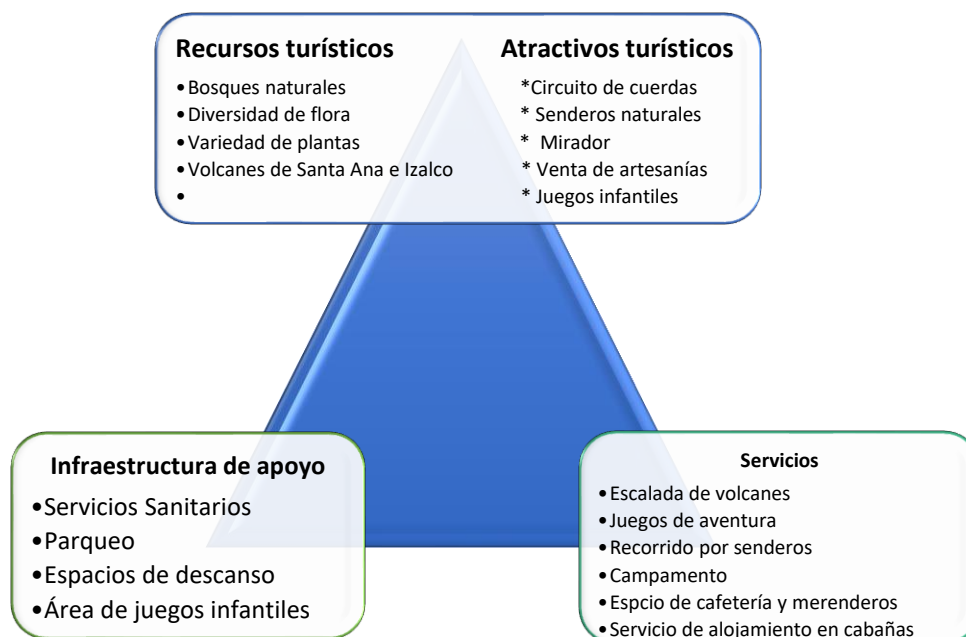 Recursos turísticos
•Bosques naturales
•Diversidad de flora
•Variedad de plantas
•Volcanes de Santa Ana e Izalco
•
Atractivos turísticos
*Circuito de cuerdas
* Senderos naturales
* Mirador
* Venta de artesanías
* Juegos infantiles
Infraestructura de apoyo
•Servicios Sanitarios
•Parqueo
•Espacios de descanso
•Área de juegos infantiles
Servicios
•Escalada de volcanes
•Juegos de aventura
•Recorrido por senderos
•Campamento
•Espcio de cafetería y merenderos
•Servicio de alojamiento en cabañas